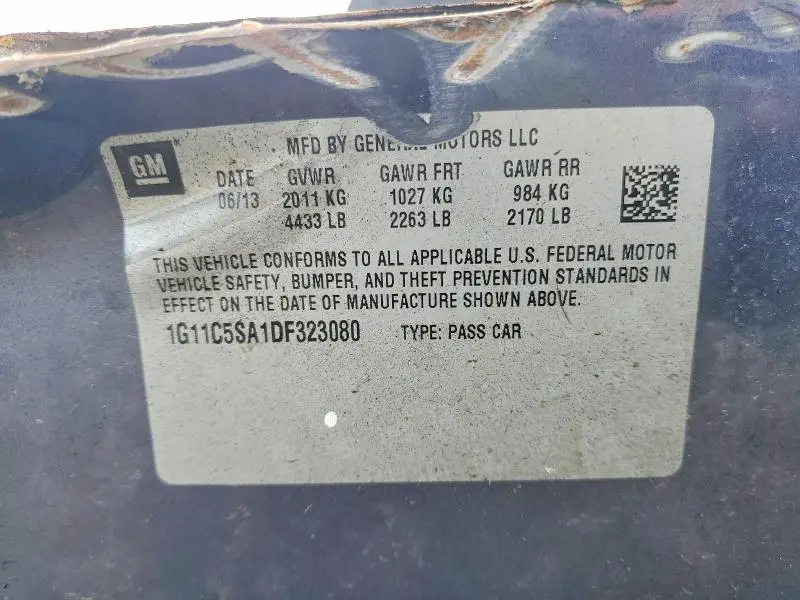 GM
MFD BY GENERAL MOTORS LLC
DATE GVWR GAWR FRT GAWR RR
06/13 2011 KG 1027 KG 984 KG
4433 LB 2263 LB 2170 LB
THIS VEHICLE CONFORMS TO ALL APPLICABLE U.S. FEDERAL MOTOR
VEHICLE SAFETY, BUMPER, AND THEFT PREVENTION STANDARDS IN
EFFECT ON THE DATE OF MANUFACTURE SHOWN ABOVE.
1G11C5SA1DF323080 TYPE: PASS CAR